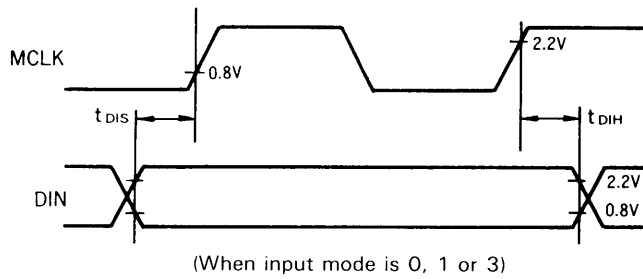 MCLK
0.8V
2.2V
tDIS
tDIH
DIN
2.2V
0.8V
(When input mode is 0, 1 or 3)